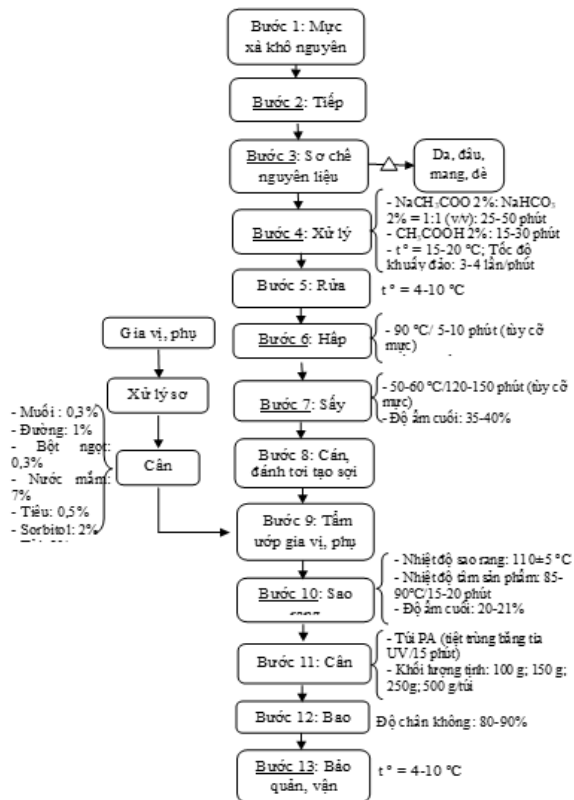 Bước 1: Mực
xà khô nguyên
Bước 2: Tiếp
Bước 3: Sơ chế
nguyên liệu
Da, đầu,
mang, dè
Bước 4: Xử lý
- NaCH₃COO 2%: NaHCO₃
2% = 1:1 (v/v): 25-50 phút
- CH₃COOH 2%: 15-30 phút
- t° = 15-20 °C; Tốc độ
khuấy đảo: 3-4 lần/phút
Bước 5: Rửa
t° = 4-10 °C
Gia vị, phụ
Bước 6: Hấp
- 90 °C/ 5-10 phút (tùy cỡ
mực)
Xử lý sơ
Bước 7: Sấy
- 50-60 °C/120-150 phút (tùy cỡ
mực)
- Độ ẩm cuối: 35-40%
- Muối : 0,3%
- Đường: 1%
- Bột ngọt:
0,3%
- Nước mắm:
7%
- Tiêu: 0,5%
- Sorbitol: 2%
Cân
Bước 8: Cán,
đánh tơi tạo sợi
Bước 9: Tẩm
ướp gia vị, phụ
Bước 10: Sao
- Nhiệt độ sao rang: 110±5 °C
- Nhiệt độ tâm sản phẩm: 85-
90°C/15-20 phút
- Độ ẩm cuối: 20-21%
Bước 11: Cân
- Túi PA (tiệt trùng bằng tia
UV/15 phút)
- Khối lượng tịnh: 100 g; 150 g;
250g; 500 g/túi
Bước 12: Bao
Độ chân không: 80-90%
Bước 13: Bảo
quản, vận
t° = 4-10 °C